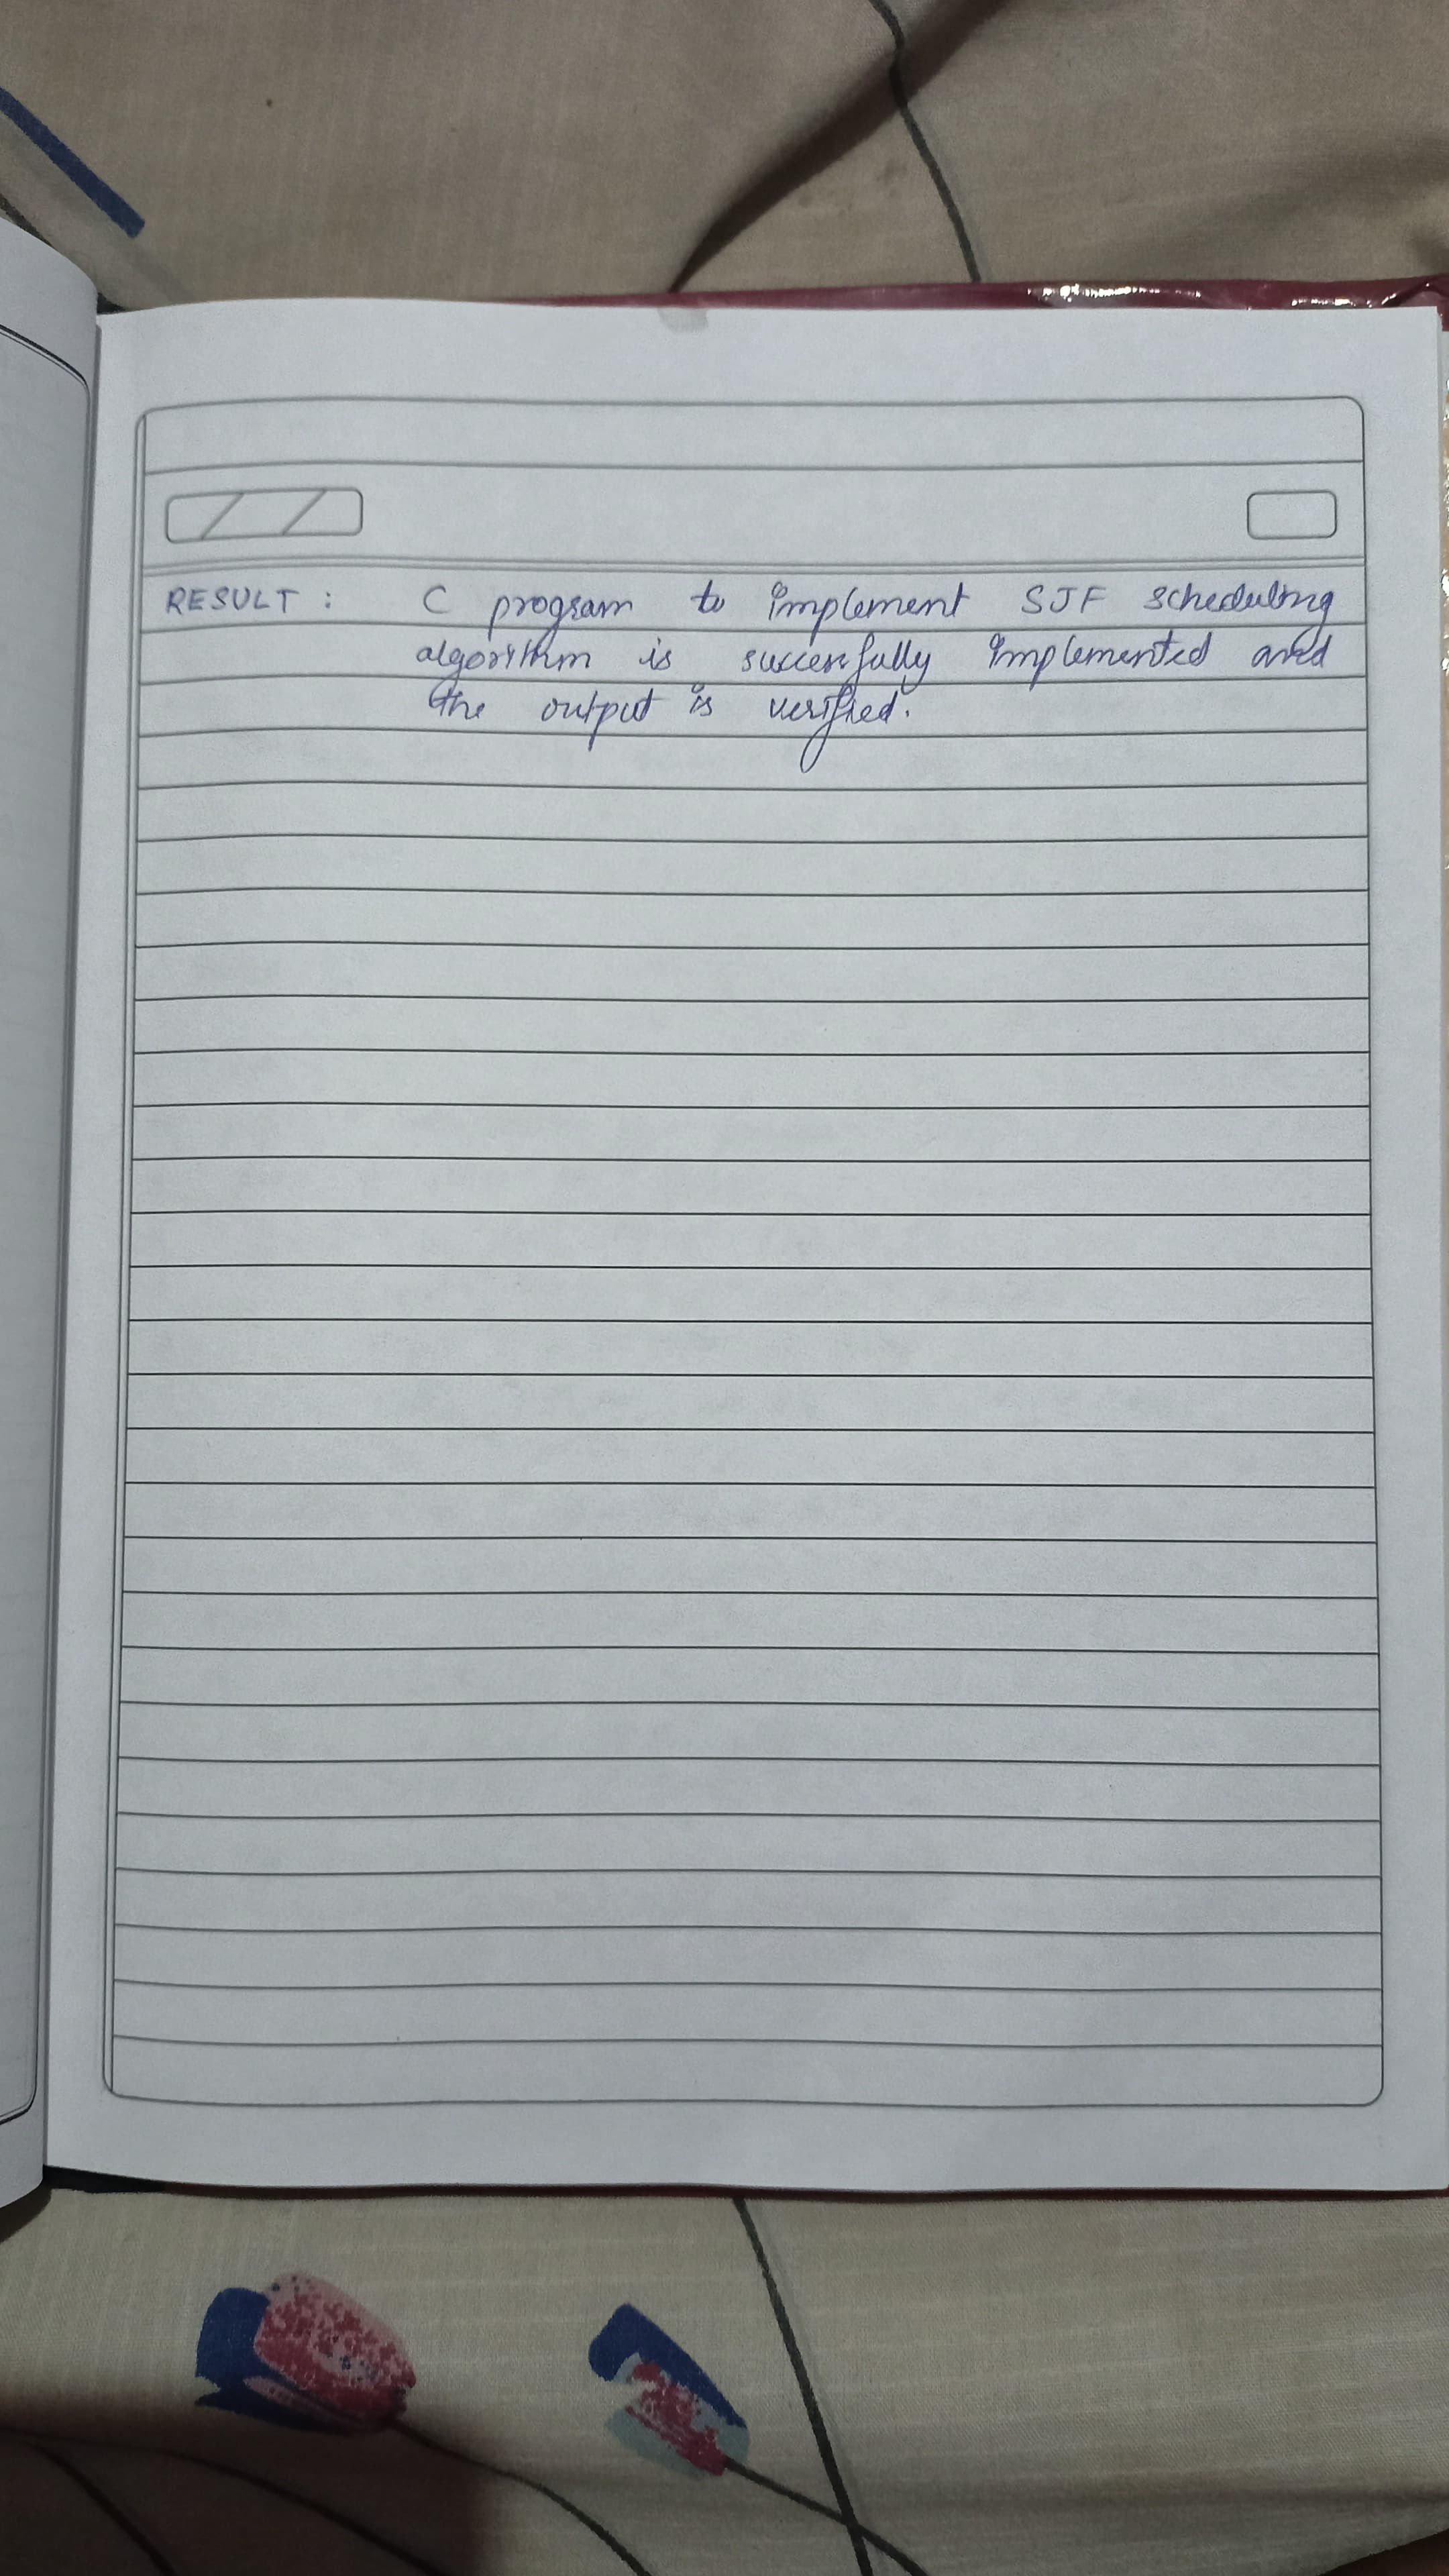 RESULT : C program to implement SJF scheduling
algorithm is successfully implemented and
the output is verified.